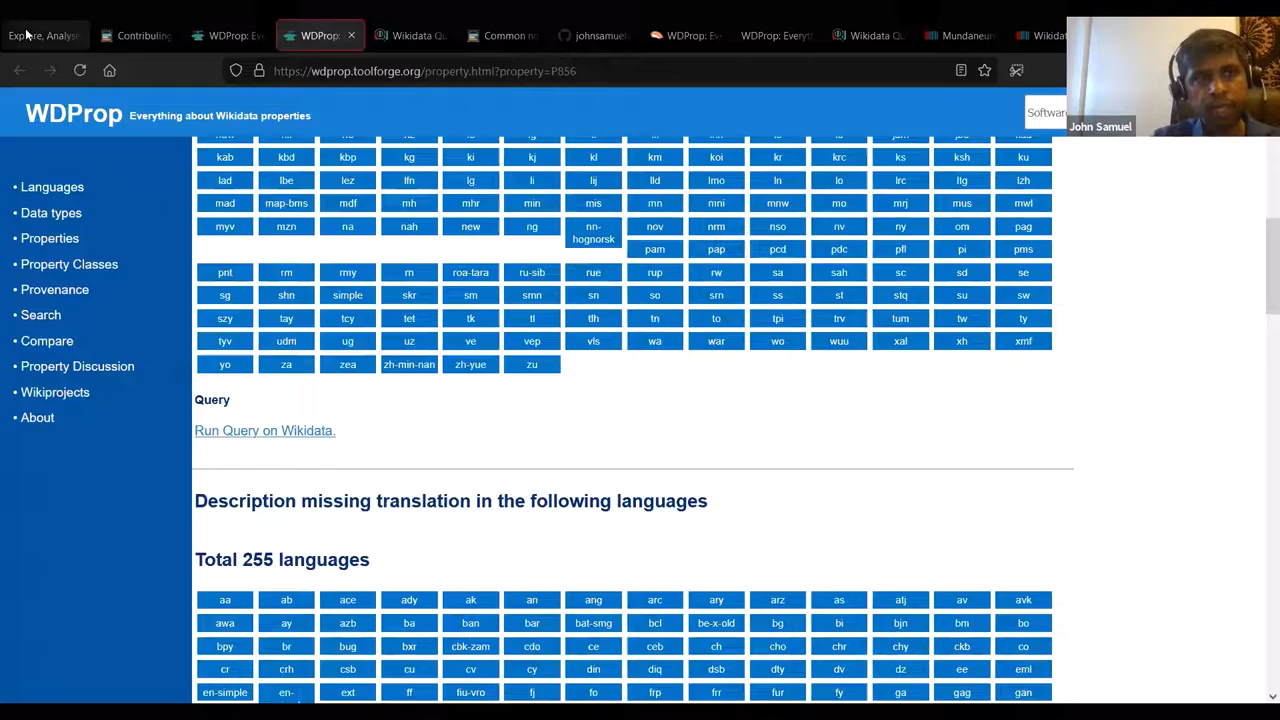 Explore, Analyse
Contributing
WDProp: Eve
WDProp:
Wikidata Qu
Common no
johnsamuel
WDProp: Eve
WDProp: Everyt
Wikidata Qu
Mundaneum
Wikidat
https://wdprop.toolforge.org/property.html?property=P856
WDProp Everything about Wikidata properties
Software
John Samuel
• Languages
• Data types
• Properties
• Property Classes
• Provenance
• Search
• Compare
• Property Discussion
• Wikiprojects
• About
kab kbd kbp kg ki kj kl km koi kr krc ks ksh ku
lad lbe lez lfn lg li lij lld lmo ln lo lrc ltg lzh
mad map-bms mdf mh mhr min mis mn mni mnw mo mrj mus mwl
myv mzn na nah new ng nn-hognorsk nov nrm nso nv ny om pag
pam pap pcd pdc pfl pi pms
pnt rm rmy rn roa-tara ru-sib rue rup rw sa sah sc sd se
sg shn simple skr sm smn sn so srn ss st stq su sw
szy tay tcy tet tk tl tlh tn to tpi trv tum tw ty
tyv udm ug uz ve vep vls wa war wo wuu xal xh xmf
yo za zea zh-min-nan zh-yue zu
Query
Run Query on Wikidata.
Description missing translation in the following languages
Total 255 languages
aa ab ace ady ak an ang arc ary arz as atj av avk
awa ay azb ba ban bar bat-smg bcl be-x-old bg bi bjn bm bo
bpy br bug bxr cbk-zam cdo ce ceb ch cho chr chy ckb co
cr crh csb cu cv cy din diq dsb dty dv dz ee eml
en-simple en- ext ff fiu-vro fj fo frp frr fur fy ga gag gan